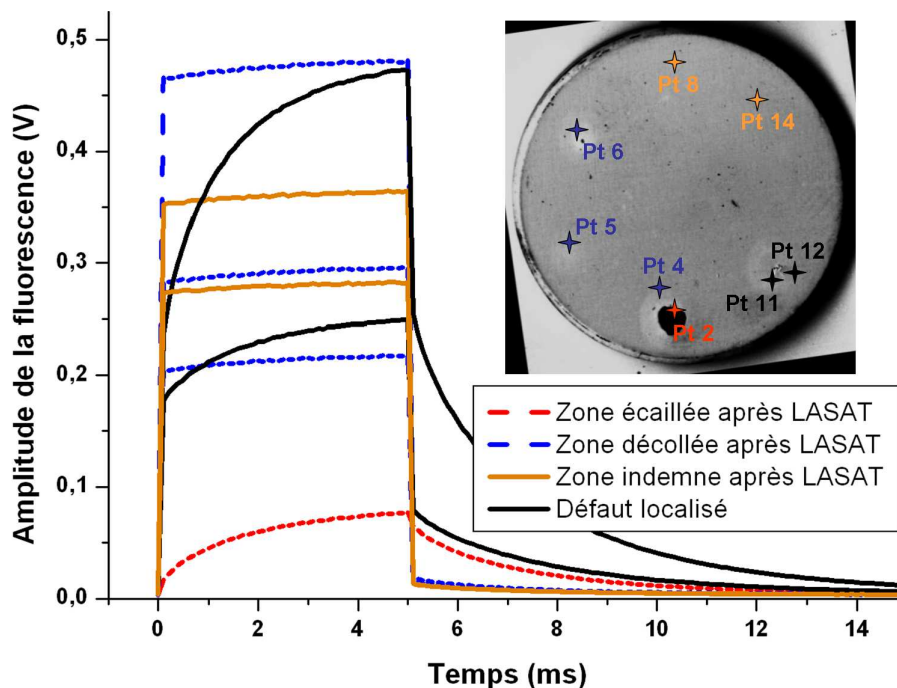 Amplitude de la fluorescence (V)
0,5
0,4
0,3
0,2
0,1
0,0
0 2 4 6 8 10 12 14
Temps (ms)
Pt 8
Pt 14
Pt 6
Pt 5
Pt 4
Pt 12
Pt 11
Pt 2
Zone écaillée après LASAT
Zone décollée après LASAT
Zone indemne après LASAT
Défaut localisé